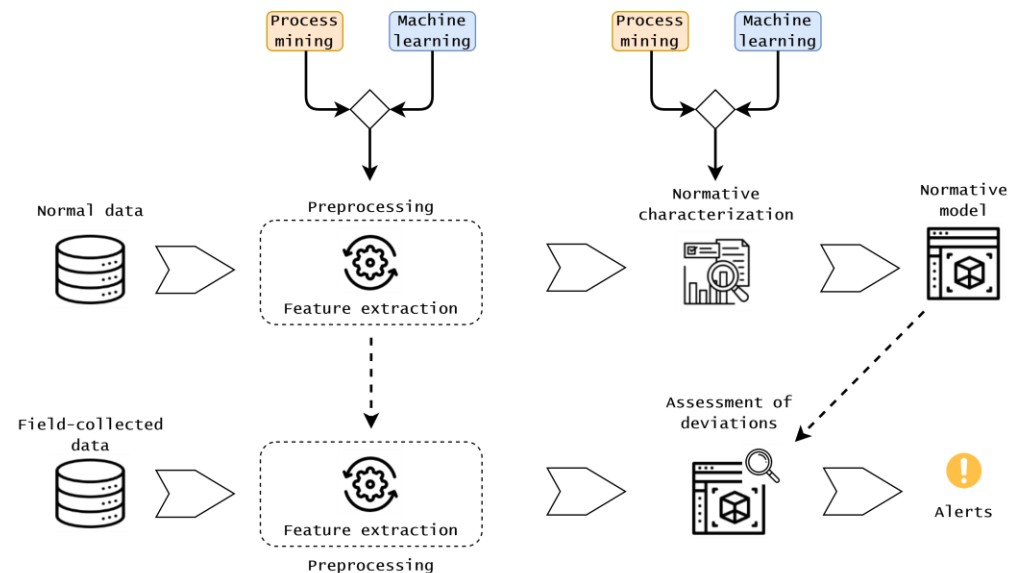 Process
mining
Machine
learning
Process
mining
Machine
learning
Normal data
Preprocessing
Feature extraction
Normative
characterization
Normative
model
Field-collected
data
Feature extraction
Preprocessing
Assessment of
deviations
Alerts